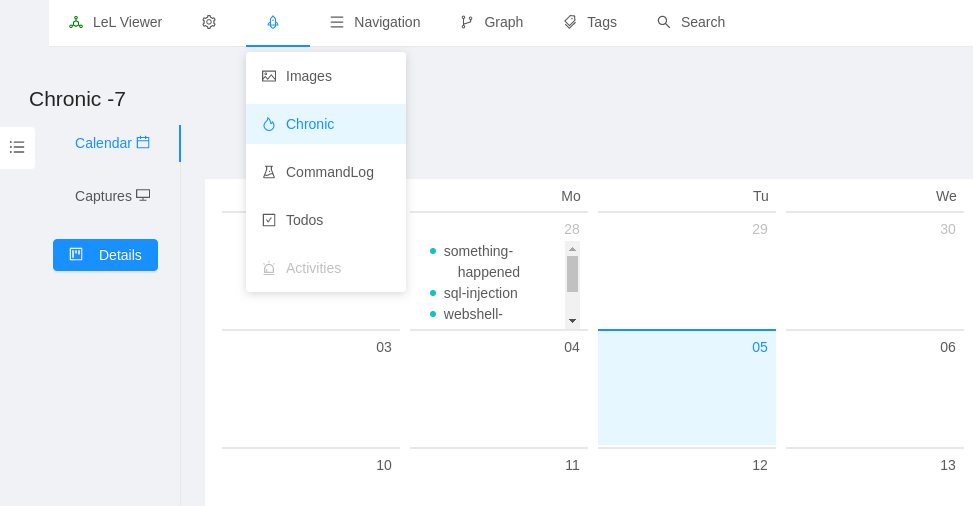 LeL Viewer Navigation Graph Tags Search
Images
Chronic
CommandLog
Todos
Activities
Chronic -7
Calendar
Captures
Details
Mo Tu We
28 29 30
something-
happened
sql-injection
webshell-
03 04 05 06
10 11 12 13